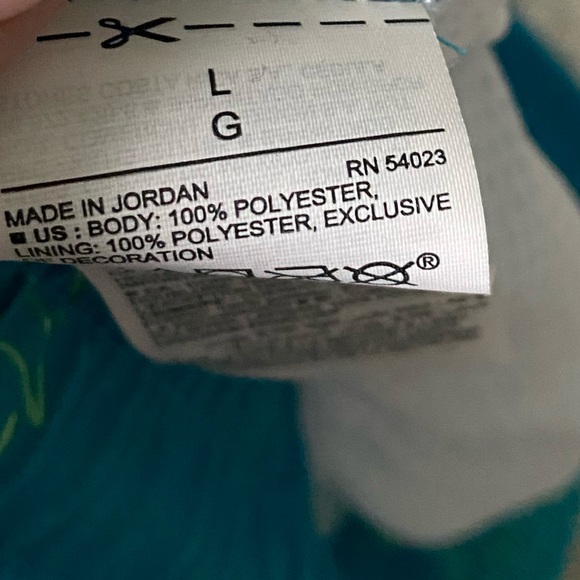 L
G
RN 54023
MADE IN JORDAN
US : BODY: 100% POLYESTER,
LINING: 100% POLYESTER, EXCLUSIVE
DECORATION
®